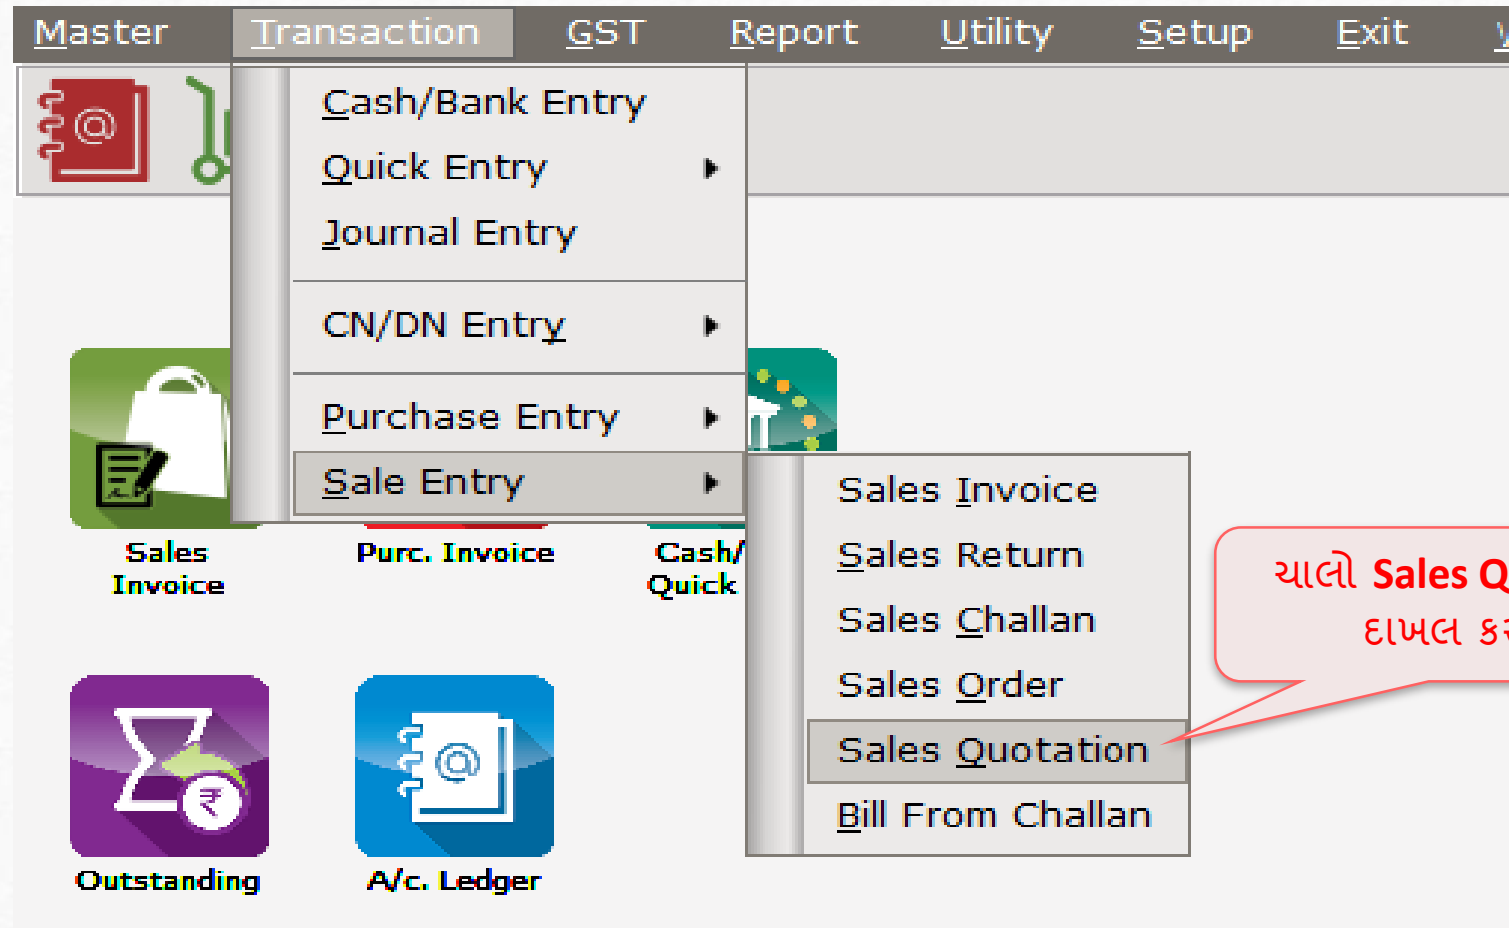 Master Transaction GST Report Utility Setup Exit
Cash/Bank Entry
Quick Entry
Journal Entry
CN/DN Entry
Purchase Entry
Sale Entry
Sales Invoice
Sales Return
Sales Challan
Sales Order
Sales Quotation
Bill From Challan
ચાલો Sales
દાખલ
Sales
Invoice
Purc. Invoice
Cash/
Quick
Outstanding
A/c. Ledger